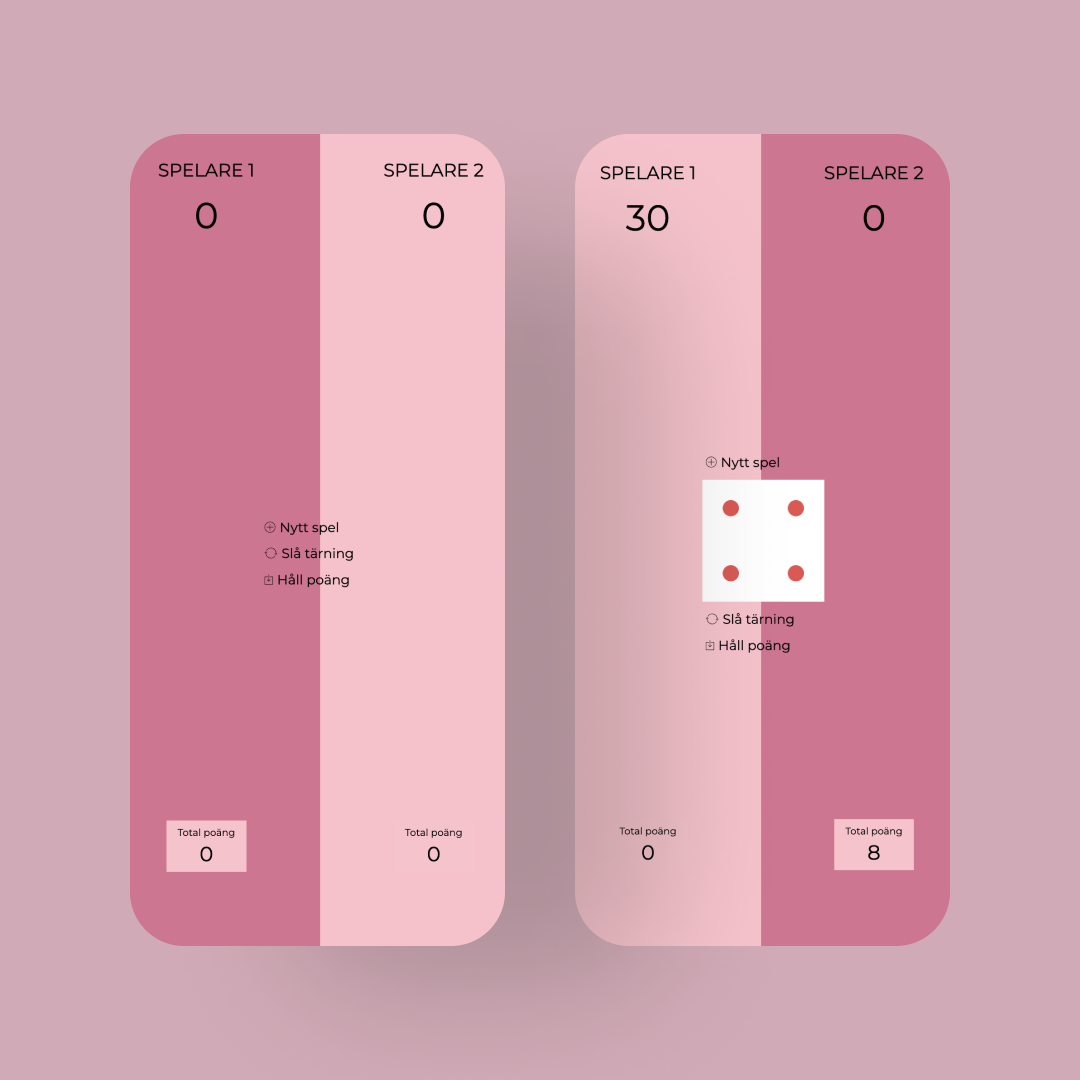 SPELARE 1
0
SPELARE 2
0
Nytt spel
Slå tärning
Håll poäng
Total poäng
0
Total poäng
0
SPELARE 1
30
SPELARE 2
0
Nytt spel
Slå tärning
Håll poäng
Total poäng
0
Total poäng
8